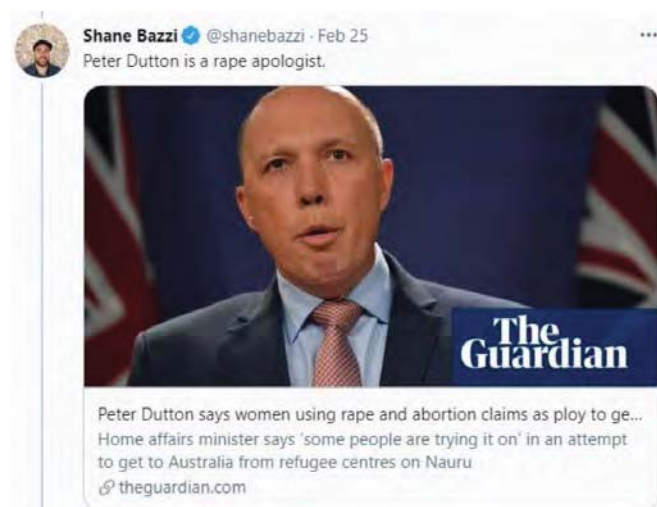 Shane Bazzi @shanebazzi · Feb 25 ...
Peter Dutton is a rape apologist.
The
Guardian
Peter Dutton says women using rape and abortion claims as ploy to ge...
Home affairs minister says 'some people are trying it on' in an attempt
to get to Australia from refugee centres on Nauru
theguardian.com